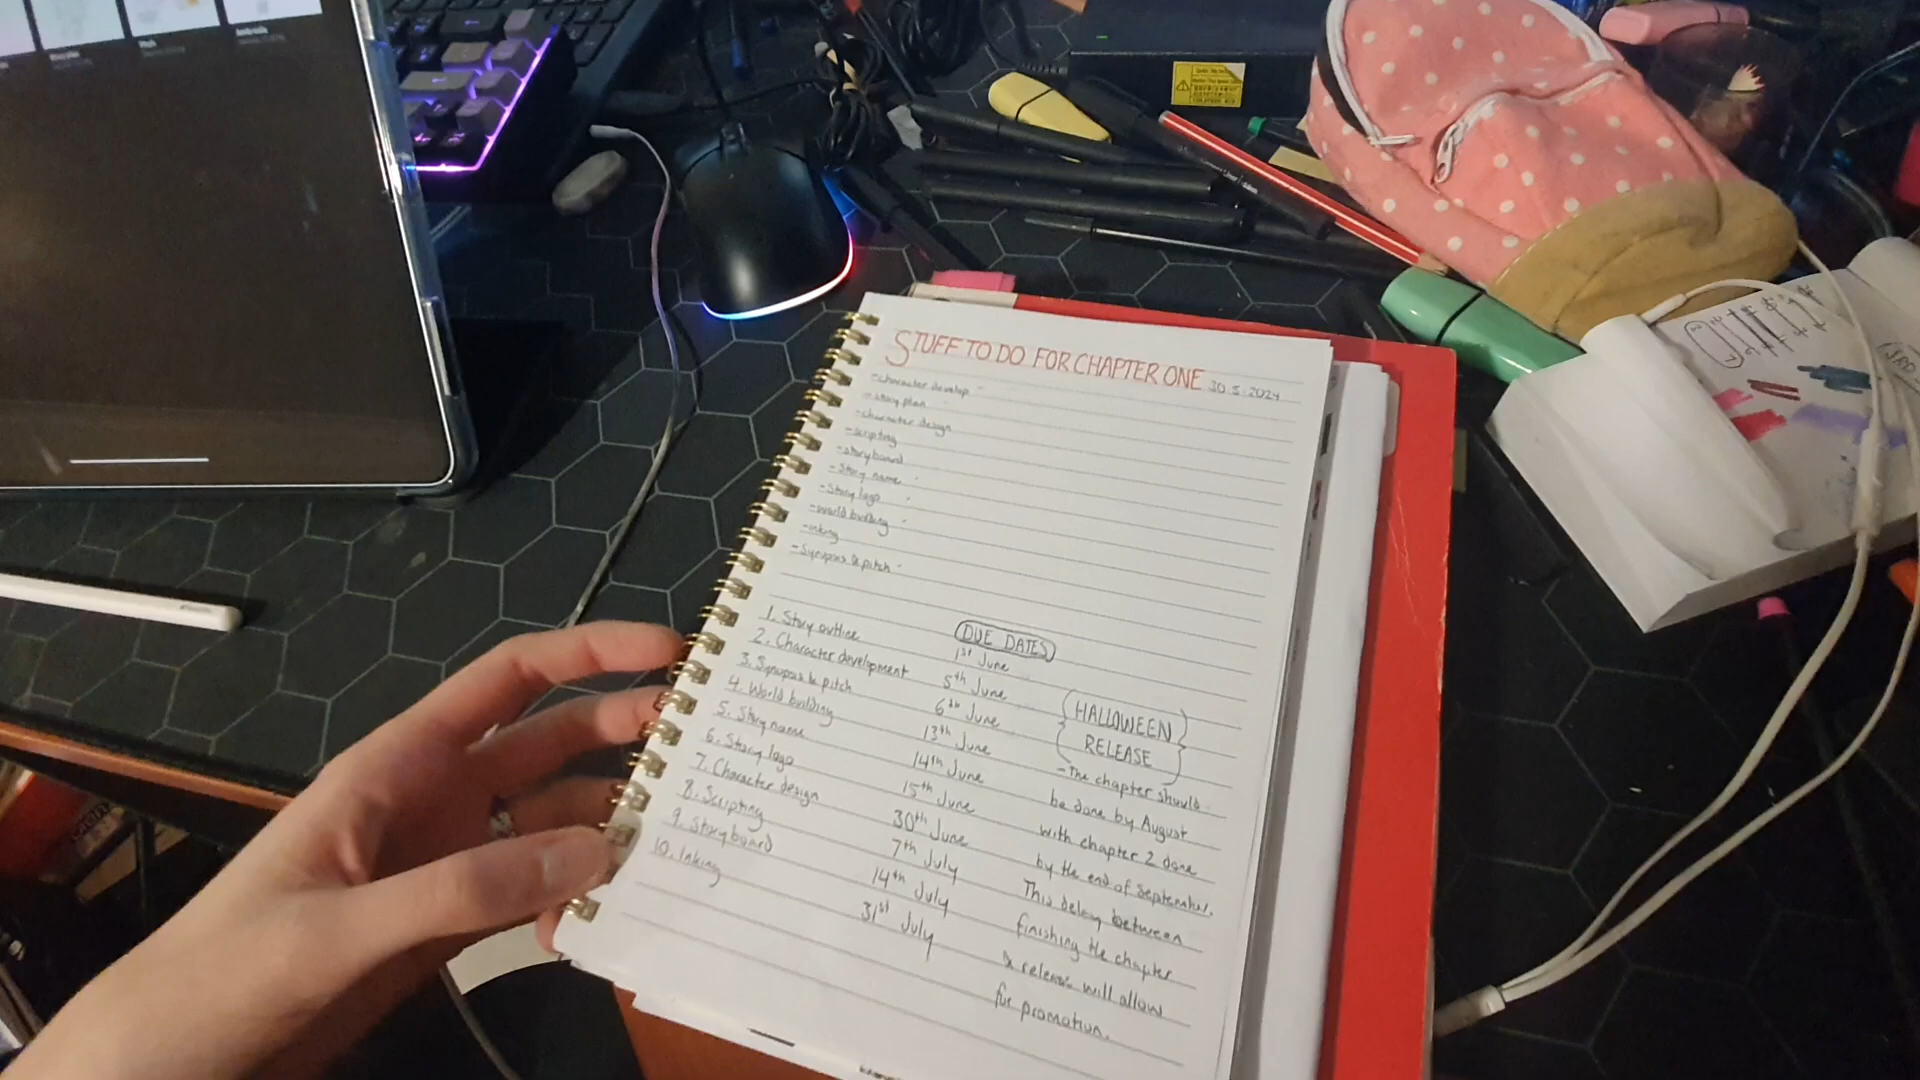 STUFF TO DO FOR CHAPTER ONE 30.5.2024
- character develop -
- story plan
- character design
- scripting
- storyboard
- Story name
- Story logo
- World building
- inking
- Synopsis & pitch -
DUE DATES
1. Story outline 1st June
2. Character development 5th June
3. Synopsis & pitch 6th June
4. World building 13th June
5. Story name 14th June
6. Story logo 15th June
7. Character design 30th June
8. Scripting 7th July
9. Storyboard 14th July
10. Inking 31st July
HALLOWEEN
RELEASE
- The chapter should
be done by August
with chapter 2 done
by the end of September.
This delay between
finishing the chapter
& release will allow
for promotion.